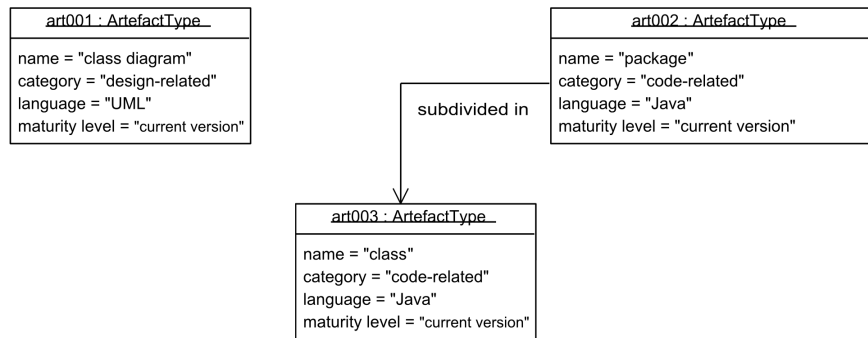 art001 : ArtefactType
name = "class diagram"
category = "design-related"
language = "UML"
maturity level = "current version"
art002 : ArtefactType
name = "package"
category = "code-related"
language = "Java"
maturity level = "current version"
subdivided in
art003 : ArtefactType
name = "class"
category = "code-related"
language = "Java"
maturity level = "current version"